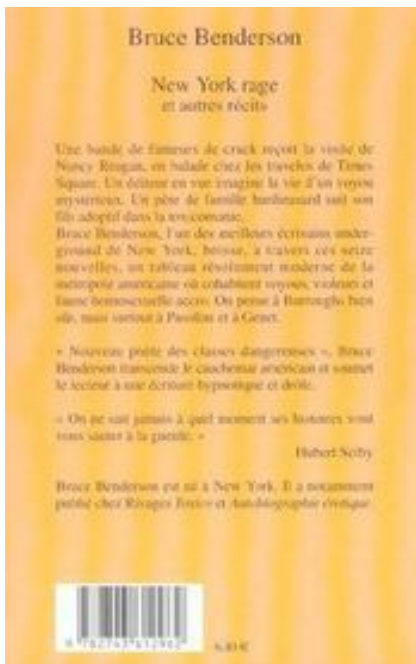 Bruce Benderson
New York rage
et autres récits
Une bande de fumeurs de crack reçoit la visite de
Nancy Reagan, en balade chez les travelos de Times
Square. Un éditeur en vue imagine la vie d'un voyou
mystérieux. Un père de famille banlieusard suit son
fils adoptif dans la toxicomanie.
Bruce Benderson, l'un des meilleurs écrivains under-
ground de New York, brosse, à travers ces seize
nouvelles, un tableau résolument moderne de la
métropole américaine où cohabitent voyous, violeurs et
faune homosexuelle accro. On pense à Burroughs bien
sûr, mais surtout à Pasolini et à Genet.
« Nouveau poète des classes dangereuses », Bruce
Benderson transcende le cauchemar américain et soumet
le lecteur à une écriture hypnotique et drôle.
« On ne sait jamais à quel moment ses histoires vont
vous sauter à la gueule. »
Hubert Selby
Bruce Benderson est né à New York. Il a notamment
publié chez Rivages Toxico et Autobiographie érotique.
9 782743 612962